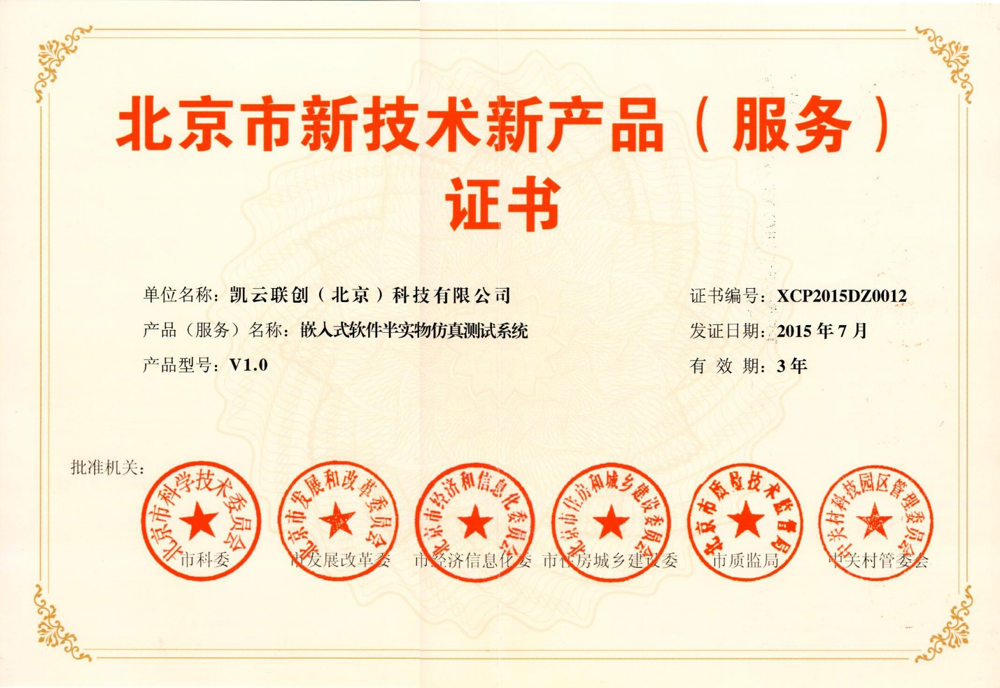 北京市新技术新产品（服务）
证书
单位名称：凯云联创（北京）科技有限公司
证书编号：XCP2015DZ0012
产品（服务）名称：嵌入式软件半实物仿真测试系统
发证日期：2015年7月
产品型号：V1.0
有 效 期：3年
批准机关：
北京市科学技术委员会
北京市发展和改革委员会
北京市经济和信息化委员会
北京市住房和城乡建设委员会
北京市质量技术监督局
中关村科技园区管理委员会
市科委
市发展改革委
市经济信息化委
市住房城乡建设委
市质监局
中关村管委会